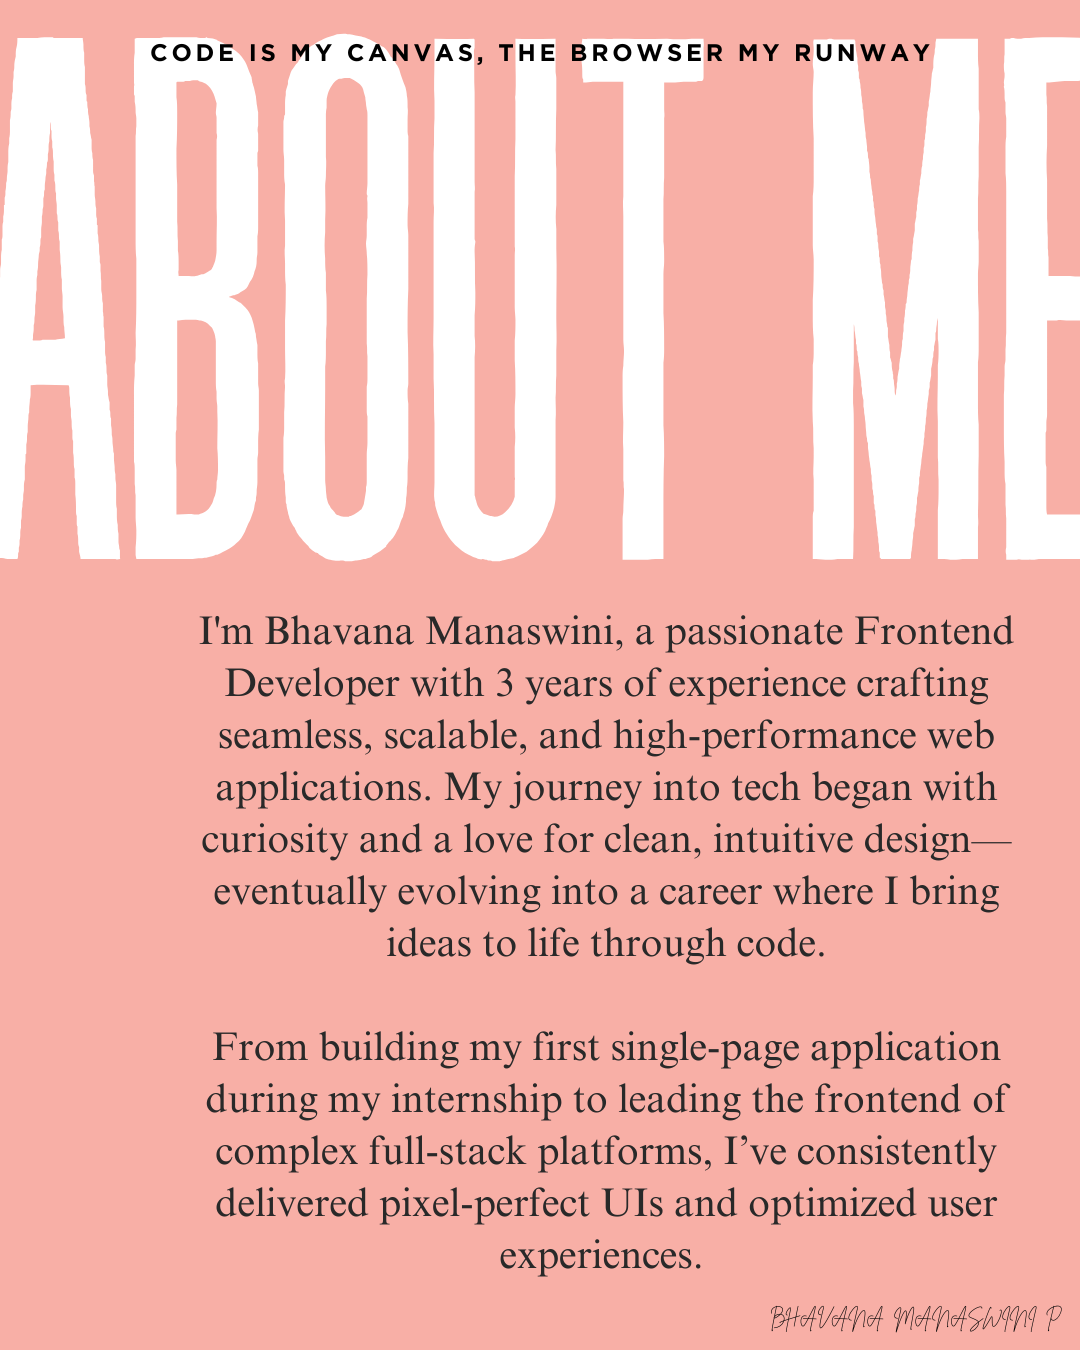 CODE IS MY CANVAS, THE BROWSER MY RUNWAY
ABOUT ME
I'm Bhavana Manaswini, a passionate Frontend
Developer with 3 years of experience crafting
seamless, scalable, and high-performance web
applications. My journey into tech began with
curiosity and a love for clean, intuitive design—
eventually evolving into a career where I bring
ideas to life through code.
From building my first single-page application
during my internship to leading the frontend of
complex full-stack platforms, I’ve consistently
delivered pixel-perfect UIs and optimized user
experiences.
BHAVANA MANASWINI P